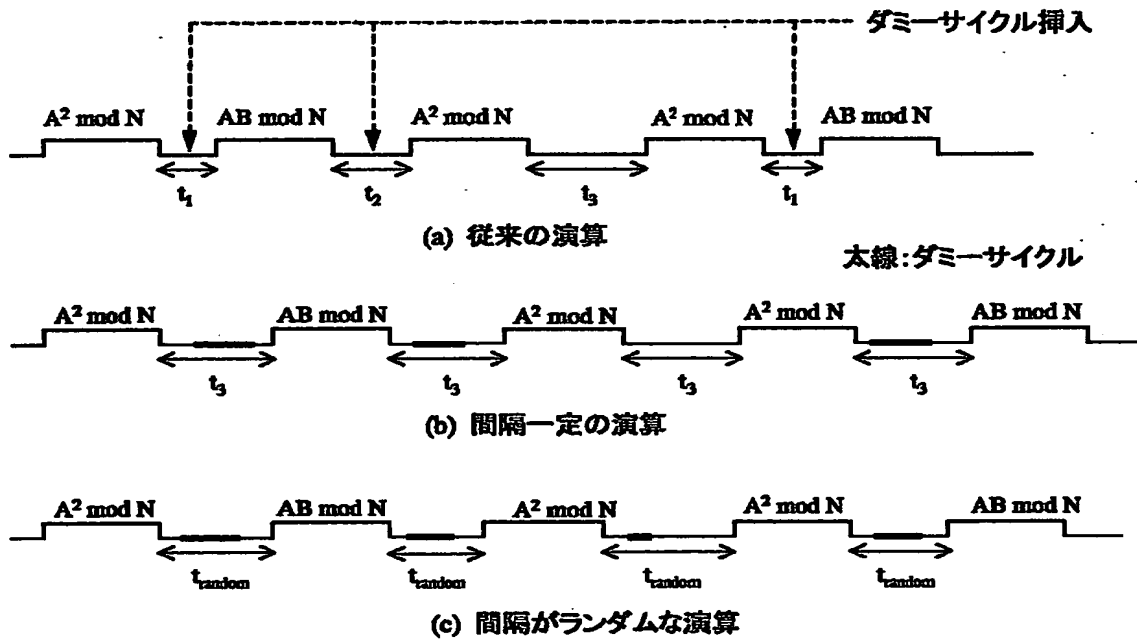 ダミーサイクル挿入
A² mod N AB mod N A² mod N A² mod N AB mod N
t₁ t₂ t₃ t₁
(a) 従来の演算
太線:ダミーサイクル
A² mod N AB mod N A² mod N A² mod N AB mod N
t₃ t₃ t₃ t₃
(b) 間隔一定の演算
A² mod N AB mod N A² mod N A² mod N AB mod N
t_random t_random t_random t_random
(c) 間隔がランダムな演算